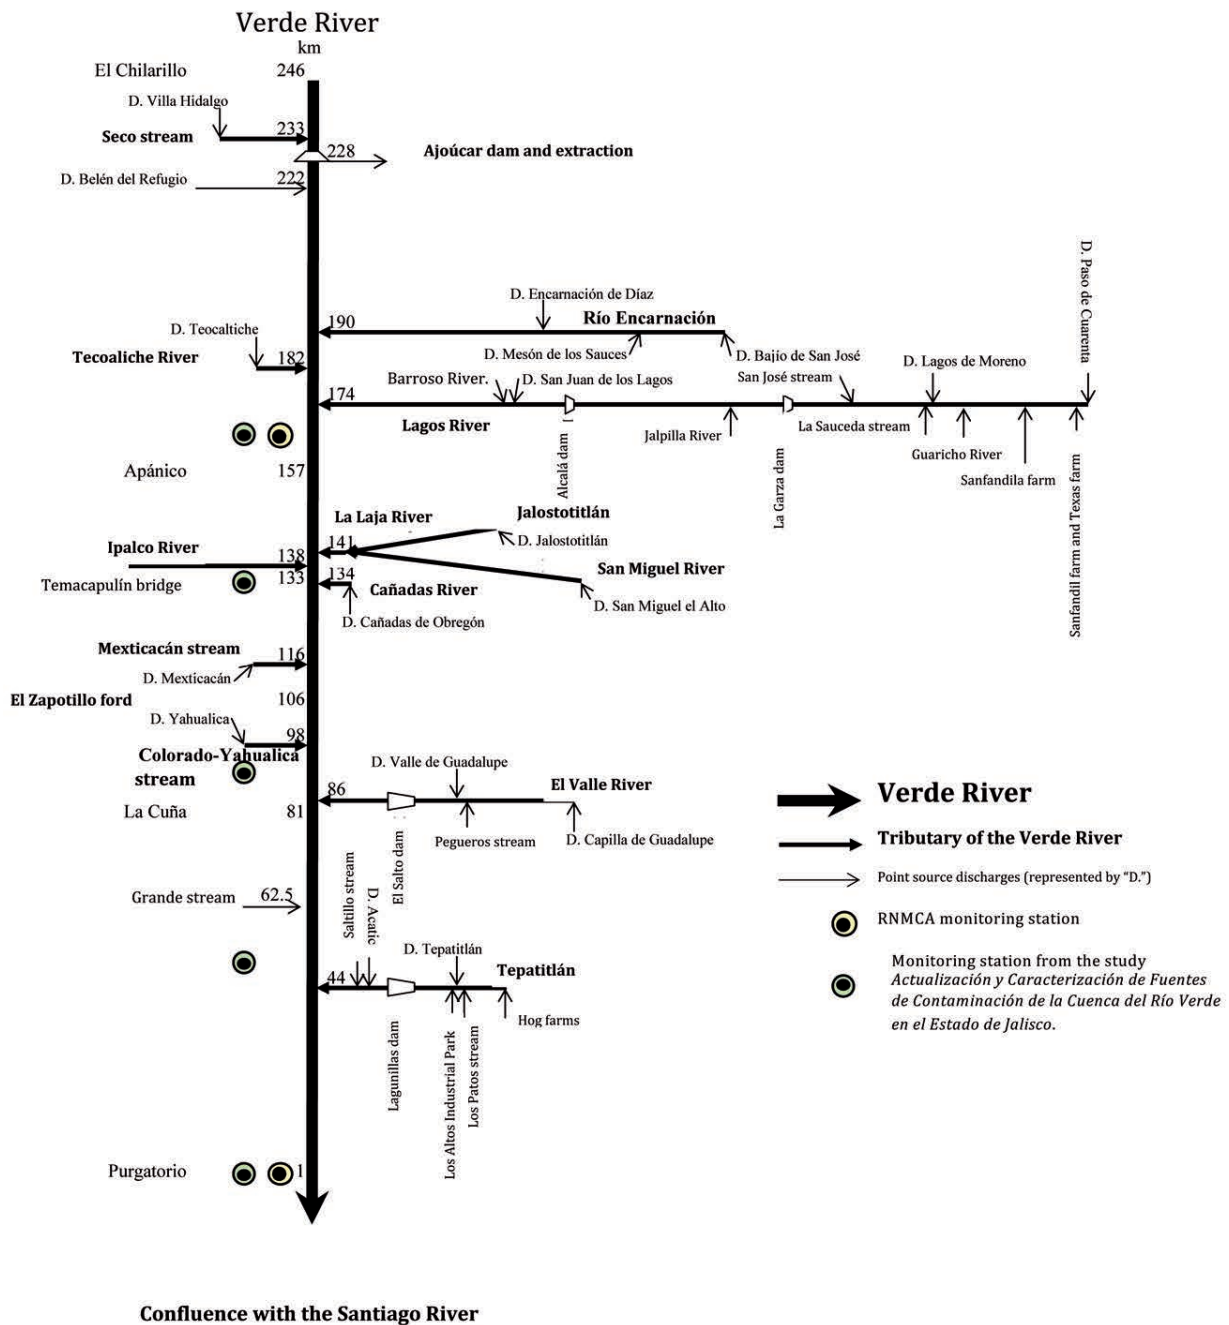 Verde River
km
El Chilarillo 246
D. Villa Hidalgo
Seco stream 233
228 Ajoúcar dam and extraction
D. Belén del Refugio 222
D. Paso de Cuarenta
D. Encarnación de Díaz
190 Río Encarnación
D. Teocaltiche
D. Mesón de los Sauces
D. Bajío de San José
Tecoaliche River 182
D. Lagos de Moreno
San José stream
Barroso River.
D. San Juan de los Lagos
174
Lagos River
Jalpilla River
La Sauceda stream
Guaricho River
Sanfandila farm
Sanfandil farm and Texas farm
Alcalá dam
La Garza dam
Apánico 157
La Laja River
Jalostotitlán
D. Jalostotitlán
141
Ipalco River 138
San Miguel River
D. San Miguel el Alto
Temacapulín bridge 133
134
Cañadas River
D. Cañadas de Obregón
Mexticacán stream 116
D. Mexticacán
El Zapotillo ford 106
D. Yahualica
98
Colorado-Yahualica
stream
D. Valle de Guadalupe
El Valle River
86
La Cuña 81
Pegueros stream
D. Capilla de Guadalupe
El Salto dam
Verde River
Tributary of the Verde River
Point source discharges (represented by “D.”)
RNMCA monitoring station
Monitoring station from the study
Actualización y Caracterización de Fuentes
de Contaminación de la Cuenca del Río Verde
en el Estado de Jalisco.
Grande stream 62.5
Saltillo stream
D. Acatic
D. Tepatitlán
Tepatitlán
44
Hog farms
Lagunillas dam
Los Altos Industrial Park
Los Patos stream
Purgatorio 1
Confluence with the Santiago River